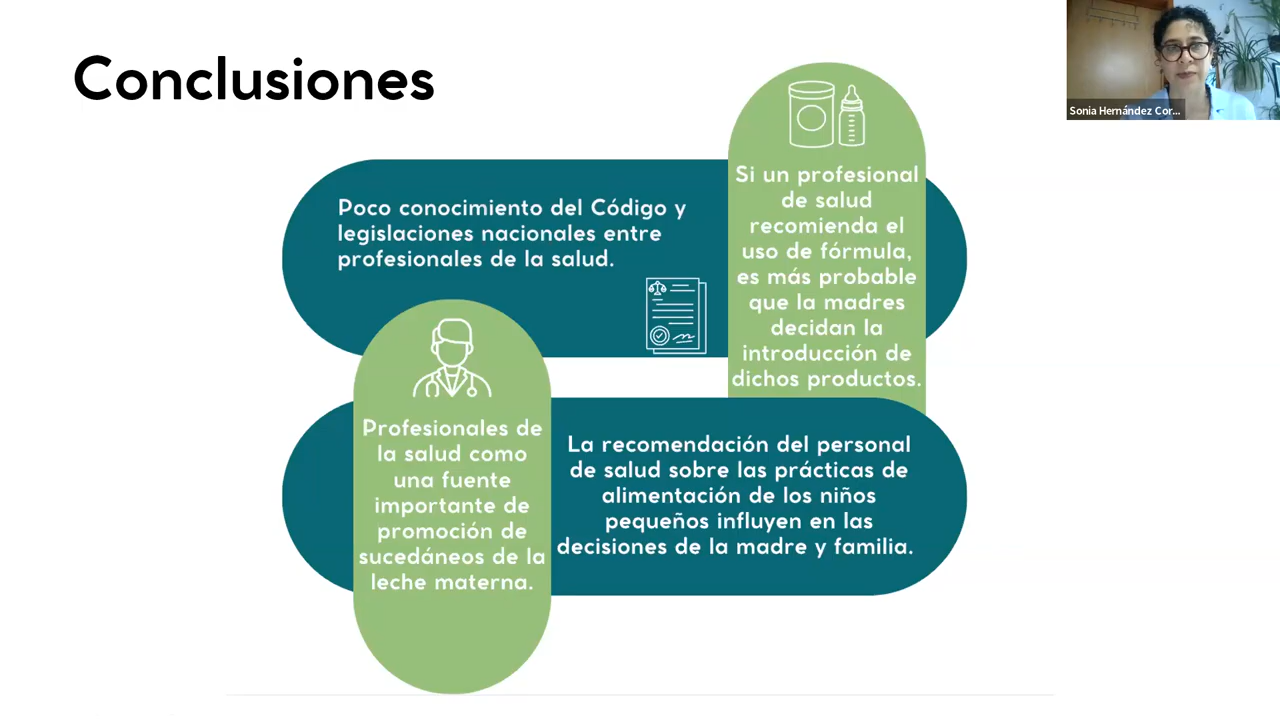 Conclusiones
Sonia Hernández Cor...
Poco conocimiento del Código y
legislaciones nacionales entre
profesionales de la salud.
Si un profesional
de salud
recomienda el
uso de fórmula,
es más probable
que la madres
decidan la
introducción de
dichos productos.
Profesionales de
la salud como
una fuente
importante de
promoción de
sucedáneos de la
leche materna.
La recomendación del personal
de salud sobre las prácticas de
alimentación de los niños
pequeños influyen en las
decisiones de la madre y familia.